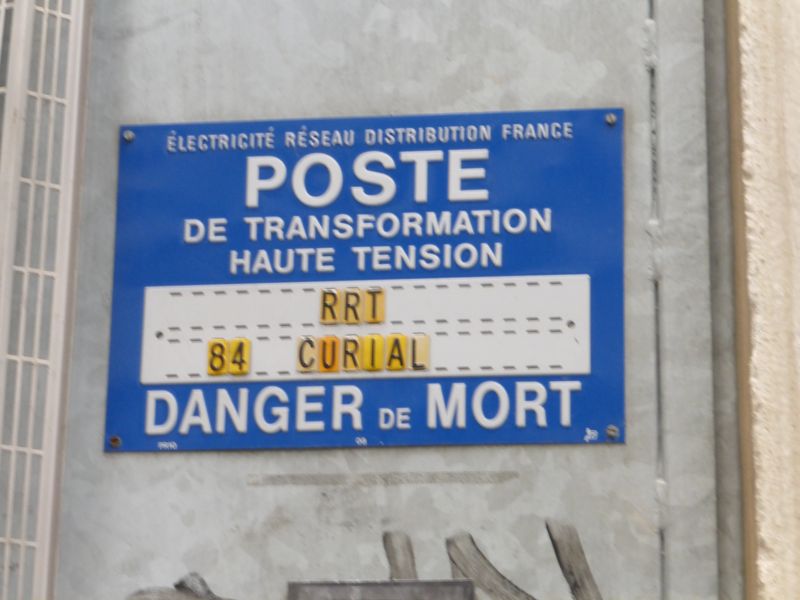 ÉLECTRICITÉ RÉSEAU DISTRIBUTION FRANCE
POSTE
DE TRANSFORMATION
HAUTE TENSION
RRT
84 CURIAL
DANGER DE MORT